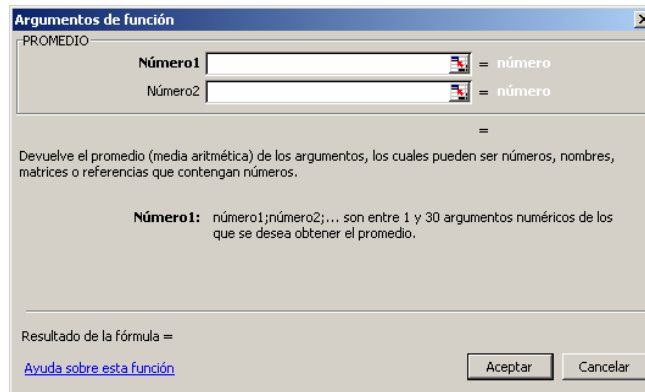 Argumentos de función
PROMEDIO
Número1 = número
Número2 = número
=
Devuelve el promedio (media aritmética) de los argumentos, los cuales pueden ser números, nombres,
matrices o referencias que contengan números.
Número1: número1;número2;... son entre 1 y 30 argumentos numéricos de los
que se desea obtener el promedio.
Resultado de la fórmula =
Ayuda sobre esta función
Aceptar
Cancelar